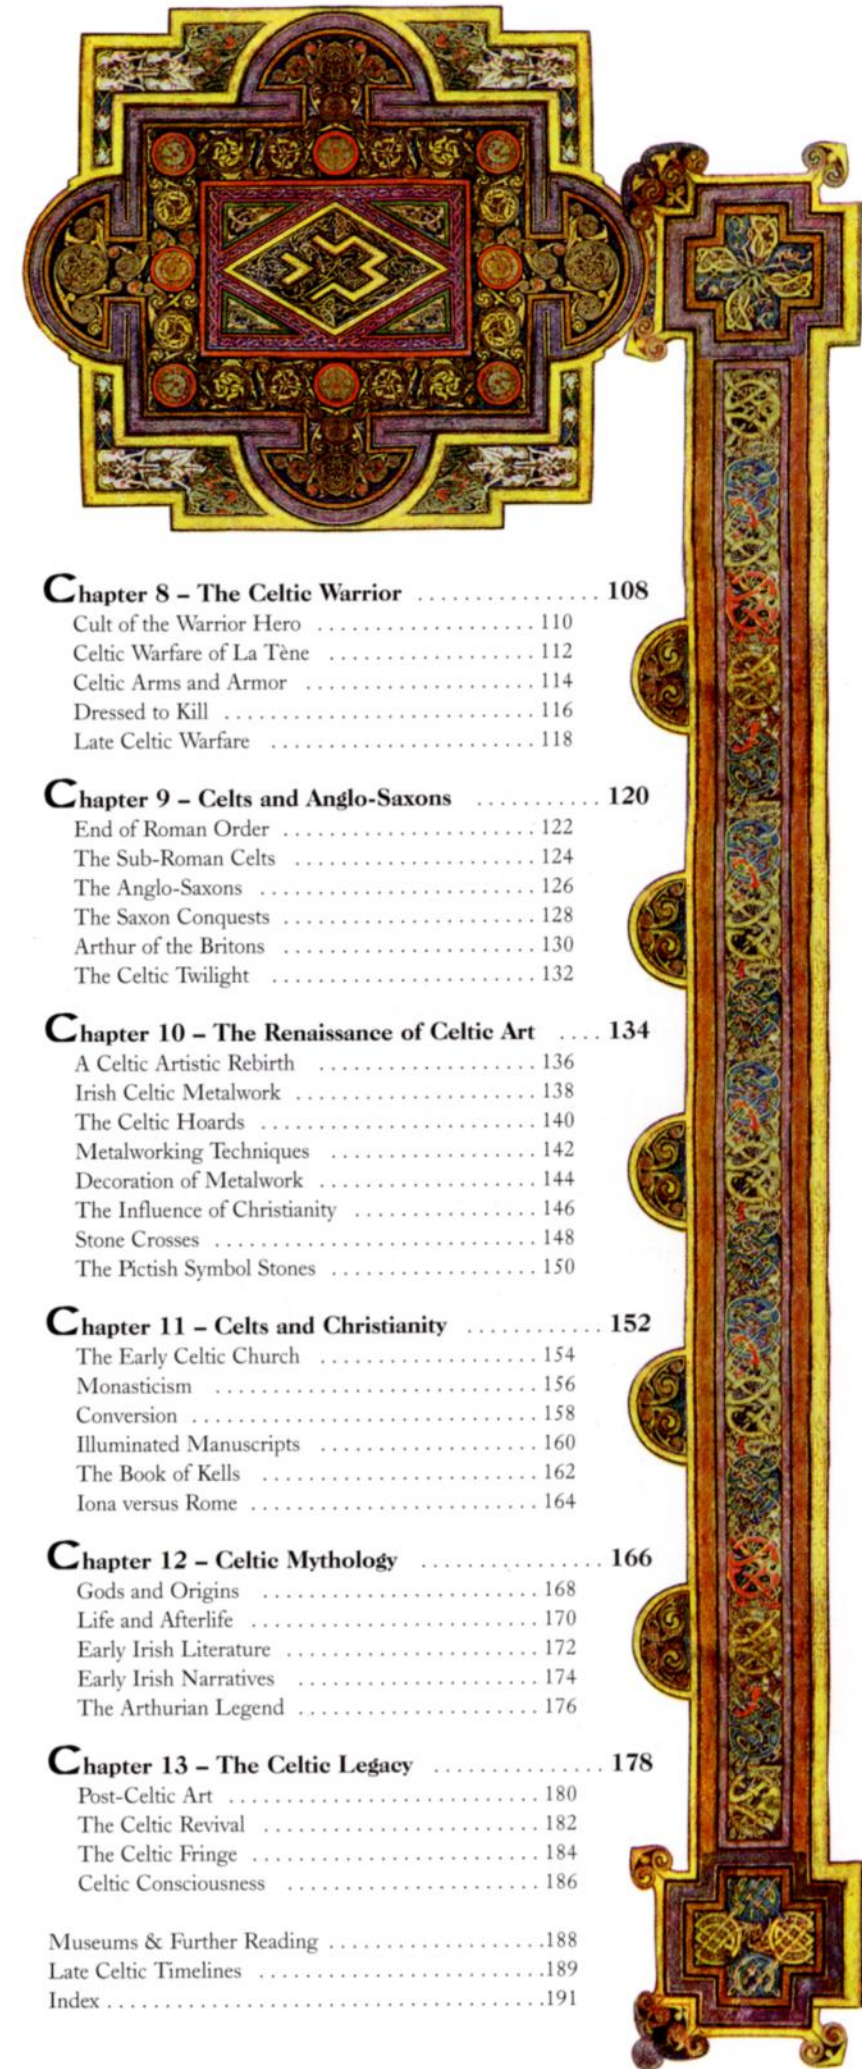 Chapter 8 – The Celtic Warrior ................ 108
Cult of the Warrior Hero .................... 110
Celtic Warfare of La Tène ................... 112
Celtic Arms and Armor ..................... 114
Dressed to Kill ............................ 116
Late Celtic Warfare ........................ 118
Chapter 9 – Celts and Anglo-Saxons ........... 120
End of Roman Order ....................... 122
The Sub-Roman Celts ...................... 124
The Anglo-Saxons ......................... 126
The Saxon Conquests ....................... 128
Arthur of the Britons ....................... 130
The Celtic Twilight ........................ 132
Chapter 10 – The Renaissance of Celtic Art .... 134
A Celtic Artistic Rebirth .................... 136
Irish Celtic Metalwork ...................... 138
The Celtic Hoards ......................... 140
Metalworking Techniques ................... 142
Decoration of Metalwork .................... 144
The Influence of Christianity ................. 146
Stone Crosses ............................. 148
The Pictish Symbol Stones ................... 150
Chapter 11 – Celts and Christianity ............ 152
The Early Celtic Church .................... 154
Monasticism ............................. 156
Conversion ............................... 158
Illuminated Manuscripts .................... 160
The Book of Kells ......................... 162
Iona versus Rome .......................... 164
Chapter 12 – Celtic Mythology ................ 166
Gods and Origins ......................... 168
Life and Afterlife .......................... 170
Early Irish Literature ....................... 172
Early Irish Narratives ...................... 174
The Arthurian Legend ...................... 176
Chapter 13 – The Celtic Legacy ............... 178
Post-Celtic Art ............................ 180
The Celtic Revival ......................... 182
The Celtic Fringe .......................... 184
Celtic Consciousness ....................... 186
Museums & Further Reading ....................188
Late Celtic Timelines ..........................189
Index ........................................191